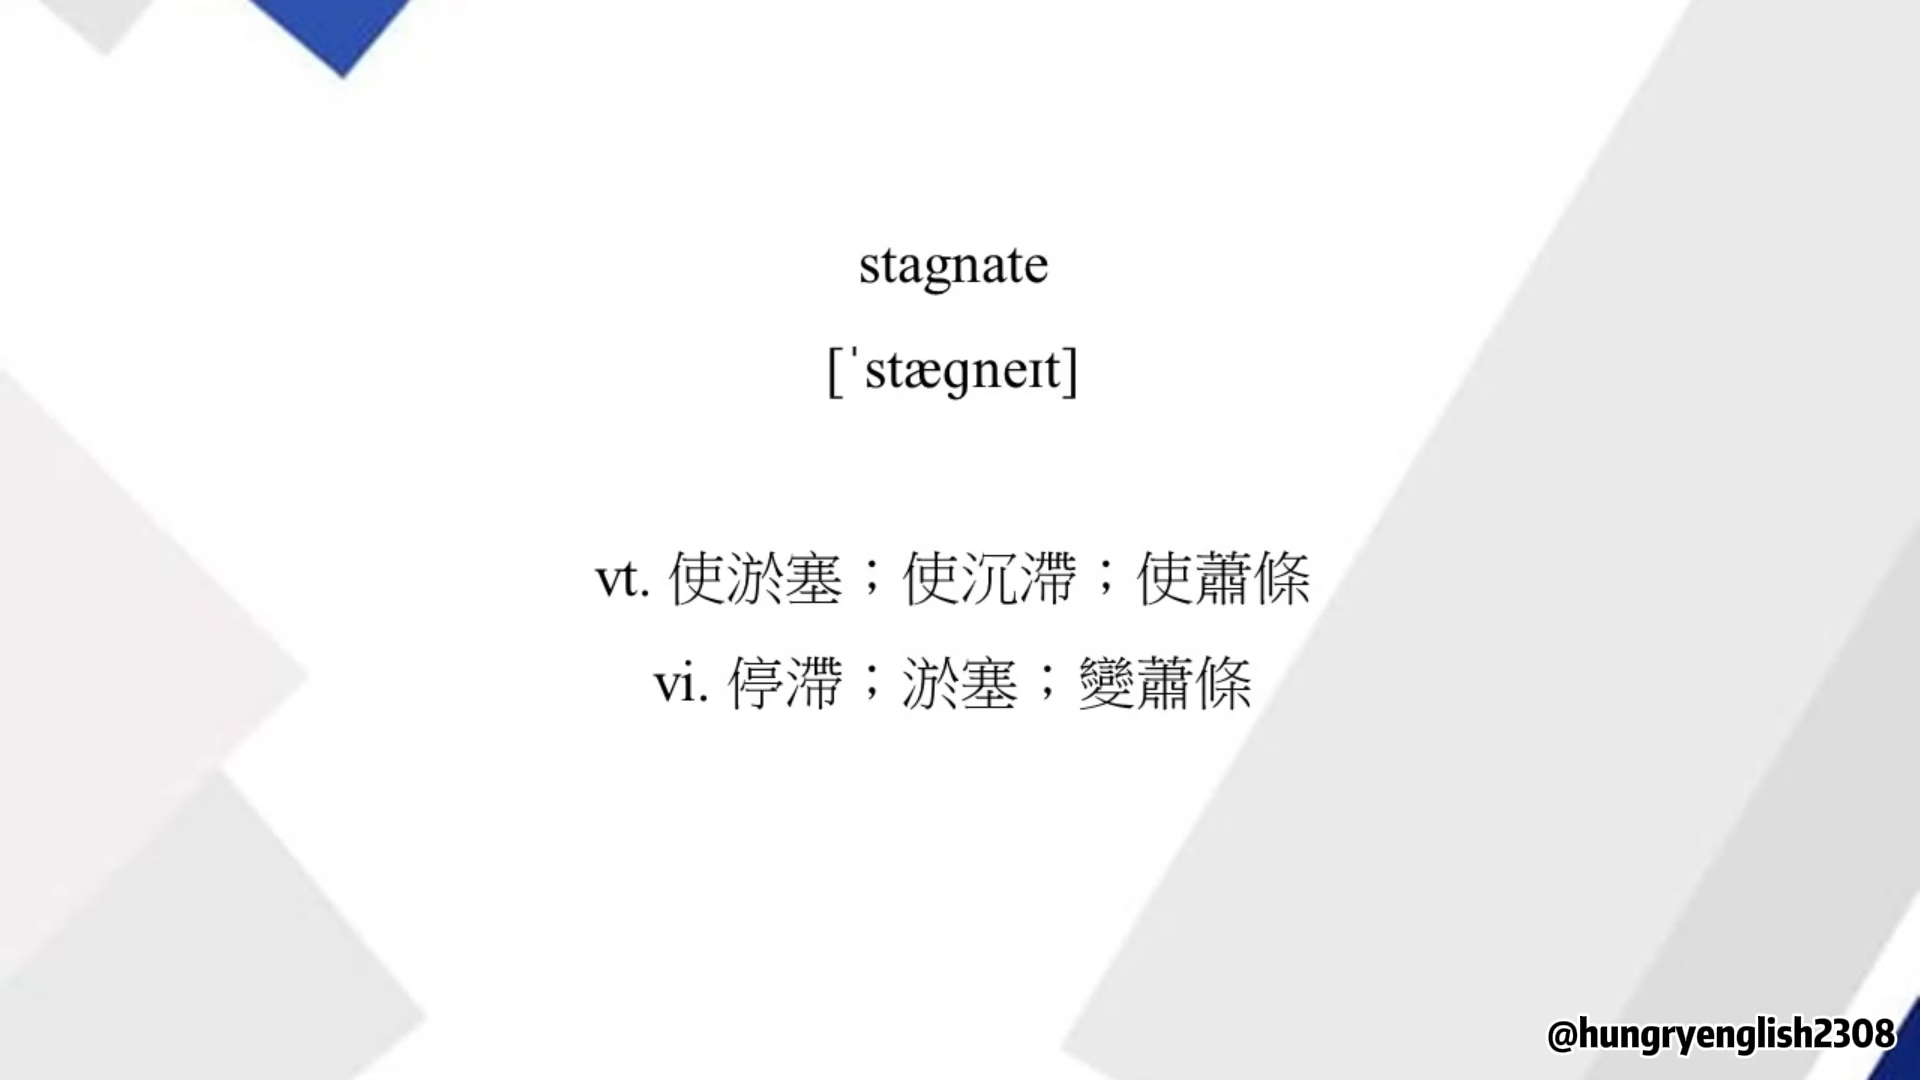 stagnate
[ˈstæɡneɪt]
vt. 使淤塞；使沉滯；使蕭條
vi. 停滯；淤塞；變蕭條
@hungryenglish2308